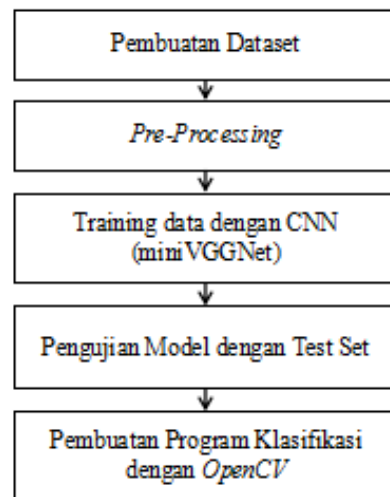 Pembuatan Dataset
Pre-Processing
Training data dengan CNN
(miniVGGNet)
Pengujian Model dengan Test Set
Pembuatan Program Klasifikasi
dengan OpenCV